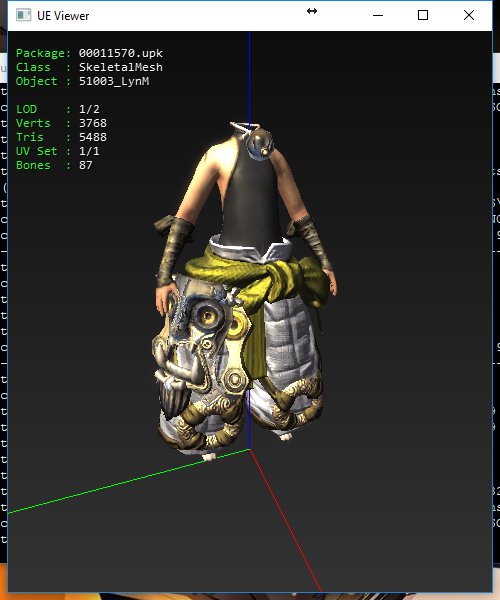 UE Viewer
Package: 00011570.upk
Class : SkeletalMesh
Object : 51003_LynM
LOD : 1/2
Verts : 3768
Tris : 5488
UV Set : 1/1
Bones : 87